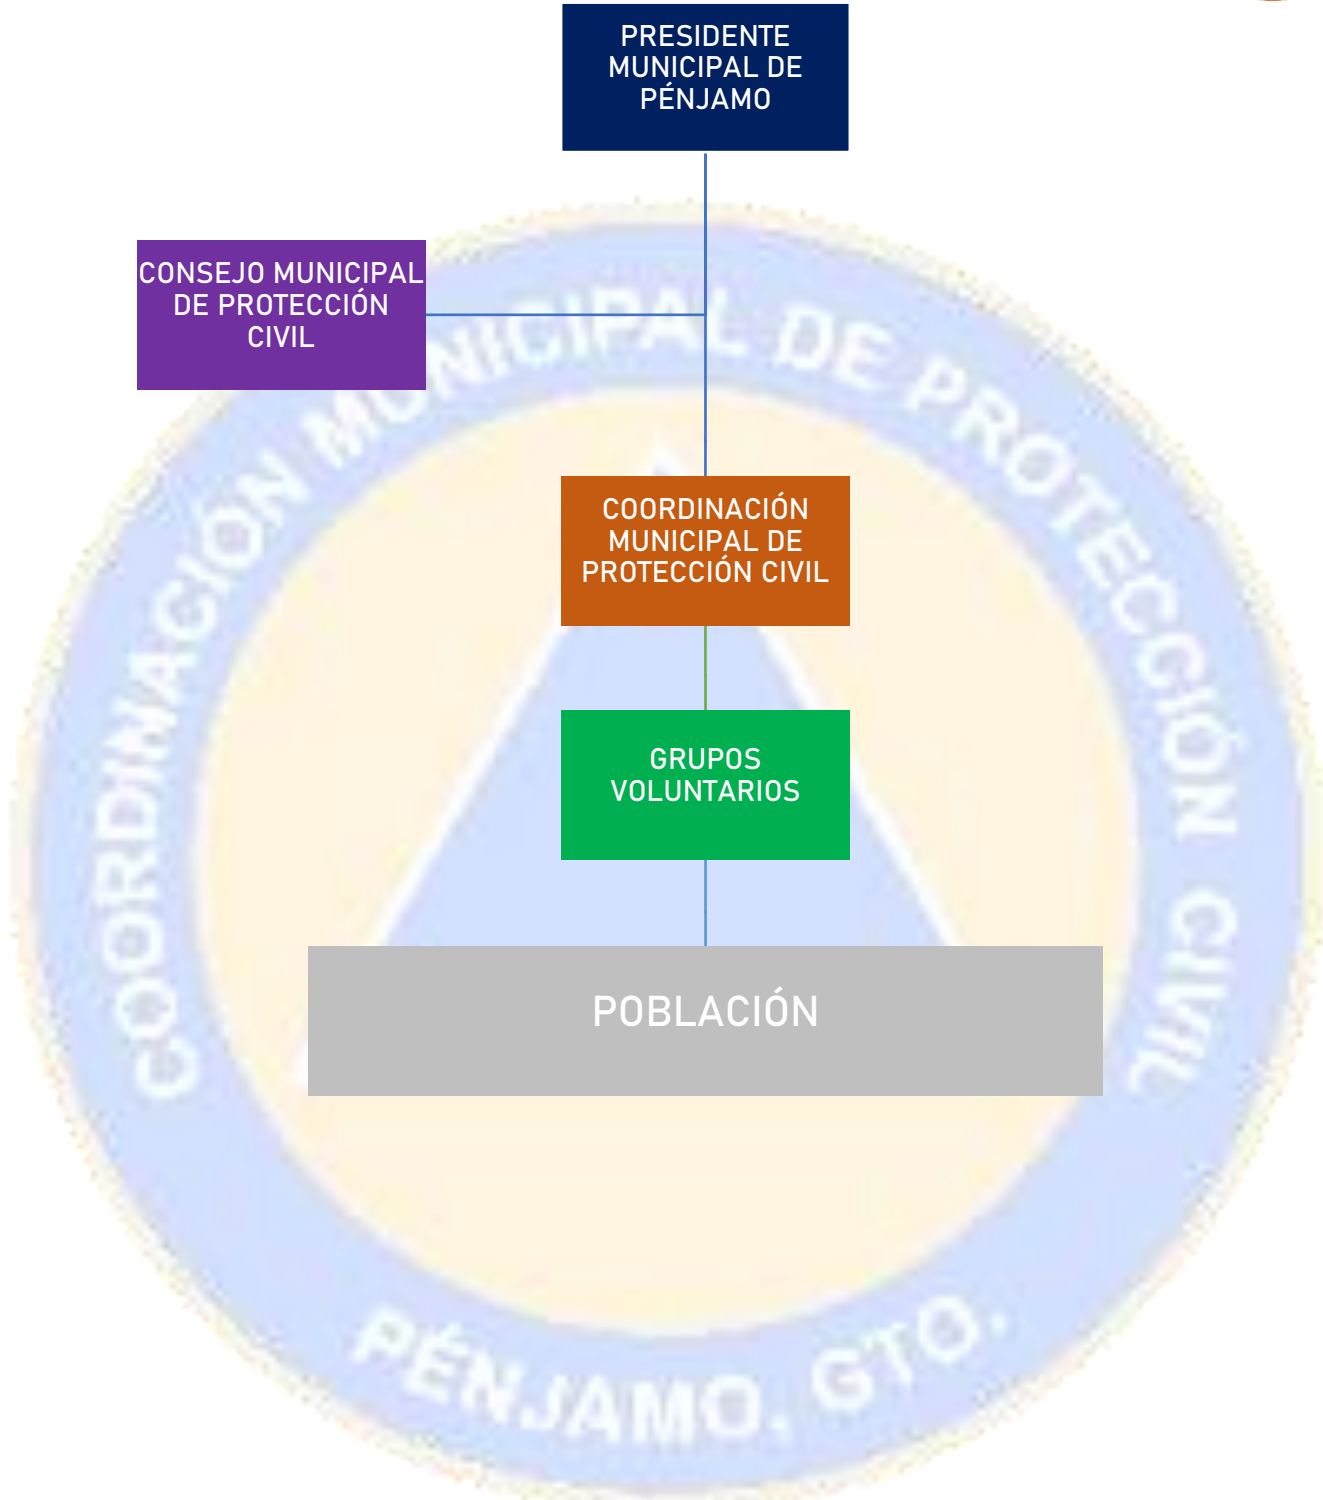 PRESIDENTE
MUNICIPAL DE
PÉNJAMO
CONSEJO MUNICIPAL
DE PROTECCIÓN
CIVIL
COORDINACIÓN
MUNICIPAL DE
PROTECCIÓN CIVIL
GRUPOS
VOLUNTARIOS
POBLACIÓN
COORDINACION MUNICIPAL DE PROTECCIÓN CIVIL
PÉNJAMO, GTO.